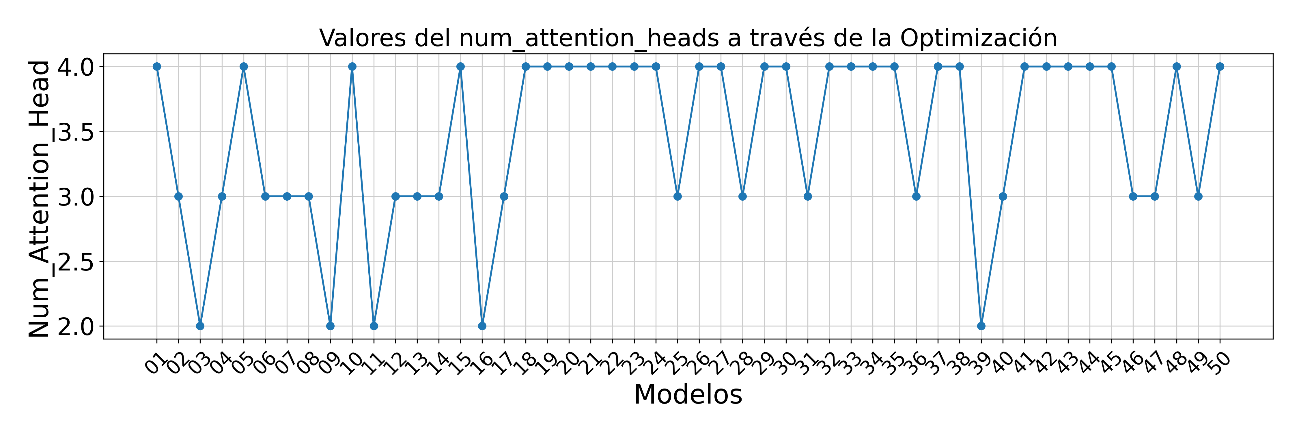 Valores del num_attention_heads a través de la Optimización
Num_Attention_Head
4.0
3.5
3.0
2.5
2.0
01 02 03 04 05 06 07 08 09 10 11 12 13 14 15 16 17 18 19 20 21 22 23 24 25 26 27 28 29 30 31 32 33 34 35 36 37 38 39 40 41 42 43 44 45 46 47 48 49 50
Modelos